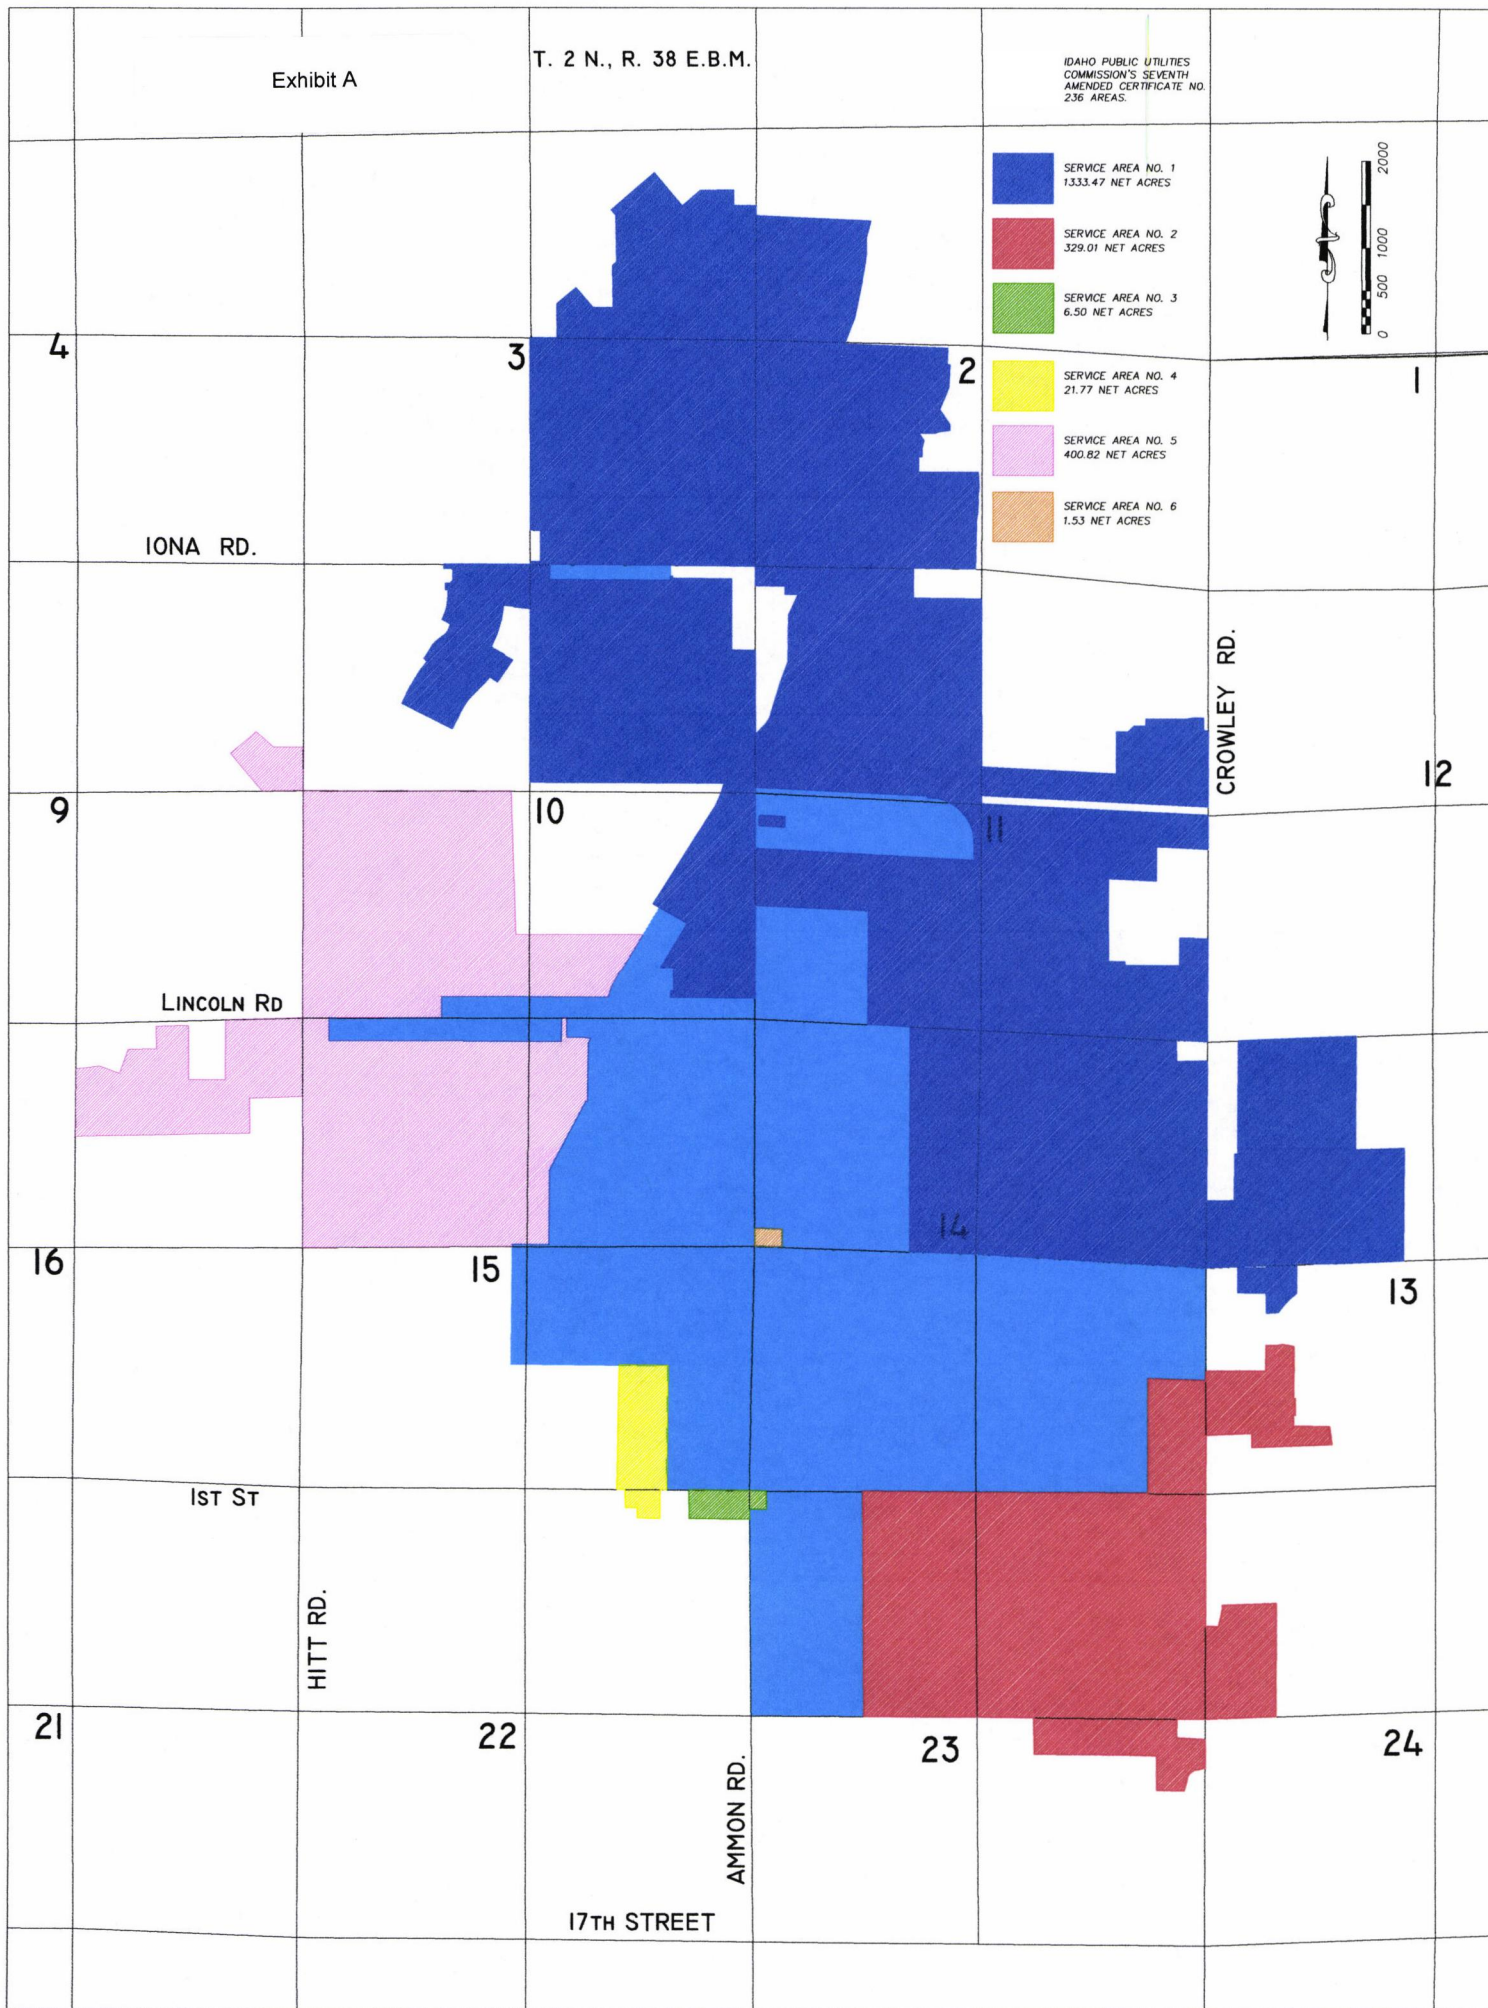 Exhibit A
T. 2 N., R. 38 E.B.M.
IDAHO PUBLIC UTILITIES
COMMISSION'S SEVENTH
AMENDED CERTIFICATE NO.
236 AREAS.
SERVICE AREA NO. 1
1333.47 NET ACRES
SERVICE AREA NO. 2
329.01 NET ACRES
SERVICE AREA NO. 3
6.50 NET ACRES
SERVICE AREA NO. 4
21.77 NET ACRES
SERVICE AREA NO. 5
400.82 NET ACRES
SERVICE AREA NO. 6
1.53 NET ACRES
0 500 1000 2000
4
3
2
1
IONA RD.
CROWLEY RD.
9
10
11
12
LINCOLN RD
16
15
14
13
1ST ST
HITT RD.
21
22
23
24
AMMON RD.
17TH STREET